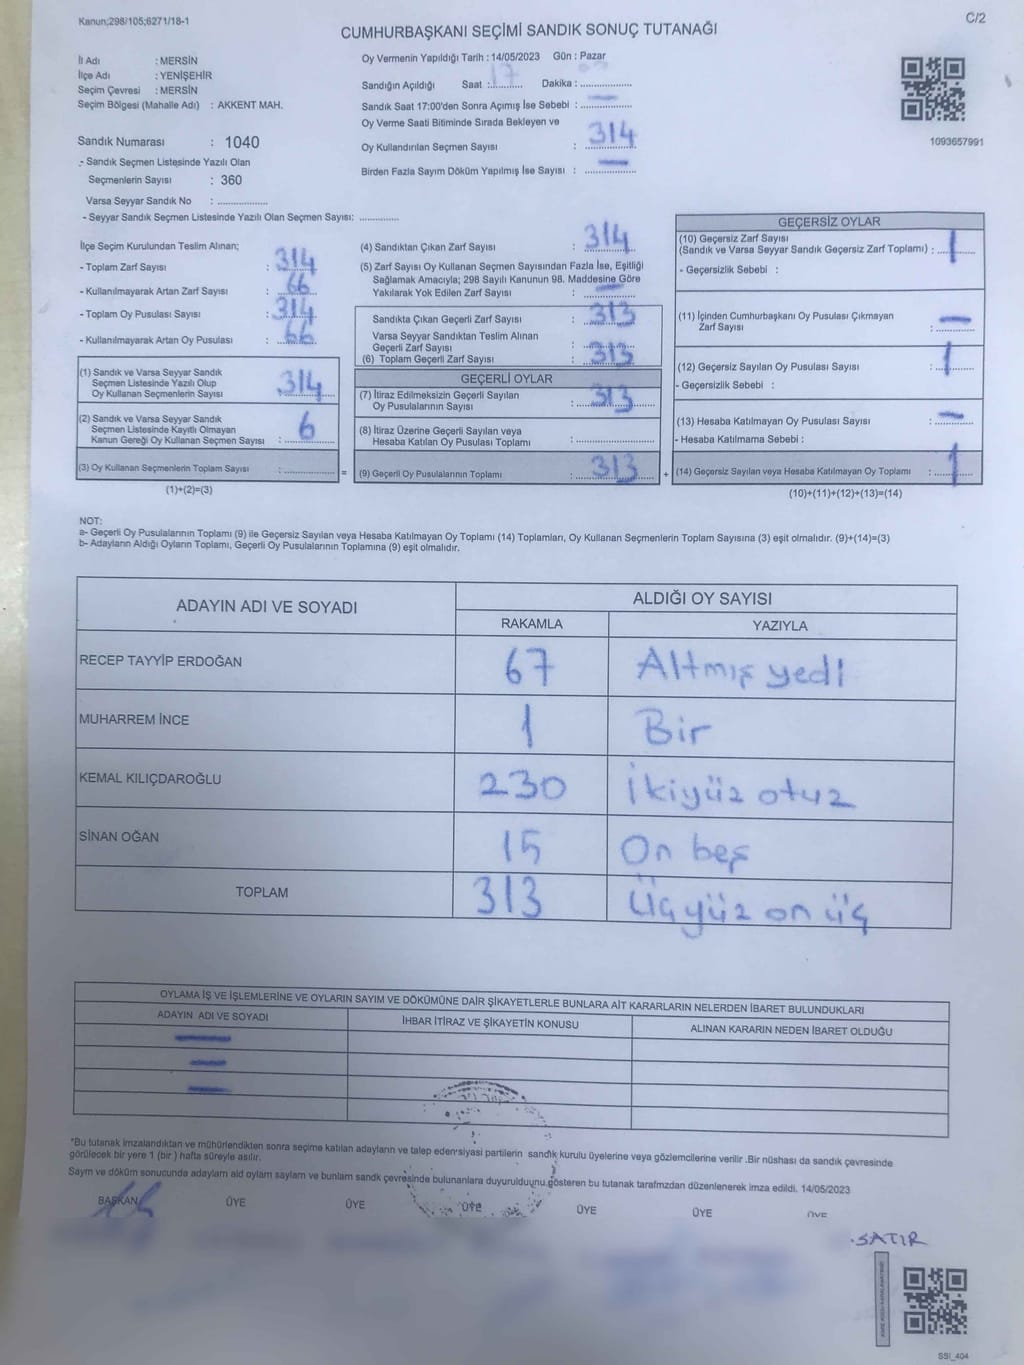 Kanun;298/105;6271/18-1
C/2
CUMHURBAŞKANI SEÇİMİ SANDIK SONUÇ TUTANAĞI
İl Adı : MERSİN
İlçe Adı : YENİŞEHİR
Seçim Çevresi : MERSİN
Seçim Bölgesi (Mahalle Adı) : AKKENT MAH.
Sandık Numarası : 1040
- Sandık Seçmen Listesinde Yazılı Olan
Seçmenlerin Sayısı : 360
Varsa Seyyar Sandık No :
- Seyyar Sandık Seçmen Listesinde Yazılı Olan Seçmen Sayısı:
Oy Vermenin Yapıldığı Tarih : 14/05/2023 Gün : Pazar
Sandığın Açıldığı Saat : 17 Dakika :
Sandık Saat 17:00'den Sonra Açımış İse Sebebi : —
Oy Verme Saati Bitiminde Sırada Bekleyen ve
Oy Kullandırılan Seçmen Sayısı : 314
Birden Fazla Sayım Döküm Yapılmış İse Sayısı : —
1093657991
İlçe Seçim Kurulundan Teslim Alınan;
- Toplam Zarf Sayısı : 314
- Kullanılmayarak Artan Zarf Sayısı : 66
- Toplam Oy Pusulası Sayısı : 314
- Kullanılmayarak Artan Oy Pusulası : 66
(1) Sandık ve Varsa Seyyar Sandık
Seçmen Listesinde Yazılı Olup
Oy Kullanan Seçmenlerin Sayısı 314
(2) Sandık ve Varsa Seyyar Sandık
Seçmen Listesinde Kayıtlı Olmayan
Kanun Gereği Oy Kullanan Seçmen Sayısı : 6
(3) Oy Kullanan Seçmenlerin Toplam Sayısı :
(1)+(2)=(3)
(4) Sandıktan Çıkan Zarf Sayısı : 314
(5) Zarf Sayısı Oy Kullanan Seçmen Sayısından Fazla İse, Eşitliği
Sağlamak Amacıyla; 298 Sayılı Kanunun 98. Maddesine Göre
Yakılarak Yok Edilen Zarf Sayısı : —
Sandıkta Çıkan Geçerli Zarf Sayısı : 313
Varsa Seyyar Sandıktan Teslim Alınan
Geçerli Zarf Sayısı :
(6) Toplam Geçerli Zarf Sayısı : 313
GEÇERLİ OYLAR
(7) İtiraz Edilmeksizin Geçerli Sayılan
Oy Pusulalarının Sayısı : 313
(8) İtiraz Üzerine Geçerli Sayılan veya
Hesaba Katılan Oy Pusulası Toplamı :
= (9) Geçerli Oy Pusulalarının Toplamı : 313 +
GEÇERSİZ OYLAR
(10) Geçersiz Zarf Sayısı
(Sandık ve Varsa Seyyar Sandık Geçersiz Zarf Toplamı) : 1
- Geçersizlik Sebebi :
(11) İçinden Cumhurbaşkanı Oy Pusulası Çıkmayan
Zarf Sayısı : —
(12) Geçersiz Sayılan Oy Pusulası Sayısı : 1
- Geçersizlik Sebebi :
(13) Hesaba Katılmayan Oy Pusulası Sayısı : —
- Hesaba Katılmama Sebebi :
(14) Geçersiz Sayılan veya Hesaba Katılmayan Oy Toplamı : 1
(10)+(11)+(12)+(13)=(14)
NOT:
a- Geçerli Oy Pusulalarının Toplamı (9) ile Geçersiz Sayılan veya Hesaba Katılmayan Oy Toplamı (14) Toplamları, Oy Kullanan Seçmenlerin Toplam Sayısına (3) eşit olmalıdır. (9)+(14)=(3)
b- Adayların Aldığı Oyların Toplamı, Geçerli Oy Pusulalarının Toplamına (9) eşit olmalıdır.
ADAYIN ADI VE SOYADI ALDIĞI OY SAYISI
RAKAMLA YAZIYLA
RECEP TAYYİP ERDOĞAN 67 Altmış yedi
MUHARREM İNCE 1 Bir
KEMAL KILIÇDAROĞLU 230 İkiyüz otuz
SİNAN OĞAN 15 On beş
TOPLAM 313 Üçyüz on üç
OYLAMA İŞ VE İŞLEMLERİNE VE OYLARIN SAYIM VE DÖKÜMÜNE DAİR ŞİKAYETLERLE BUNLARA AİT KARARLARIN NELERDEN İBARET BULUNDUKLARI
ADAYIN ADI VE SOYADI İHBAR İTİRAZ VE ŞİKAYETİN KONUSU ALINAN KARARIN NEDEN İBARET OLDUĞU
*Bu tutanak imzalandıktan ve mühürlendikten sonra seçime katılan adayların ve talep eden siyasi partilerin sandık kurulu üyelerine veya gözlemcilerine verilir .Bir nüshası da sandık çevresinde
görülecek bir yere 1 (bir ) hafta süreyle asılır.
Sayım ve döküm sonucunda adayların aldığı oyların sayıları ve bunların sandık çevresinde bulunanlara duyurulduğunu gösteren bu tutanak tarafımızdan düzenlenerek imza edildi. 14/05/2023
BAŞKAN ÜYE ÜYE ÜYE ÜYE ÜYE ÜYE
SATIR
SSI_404